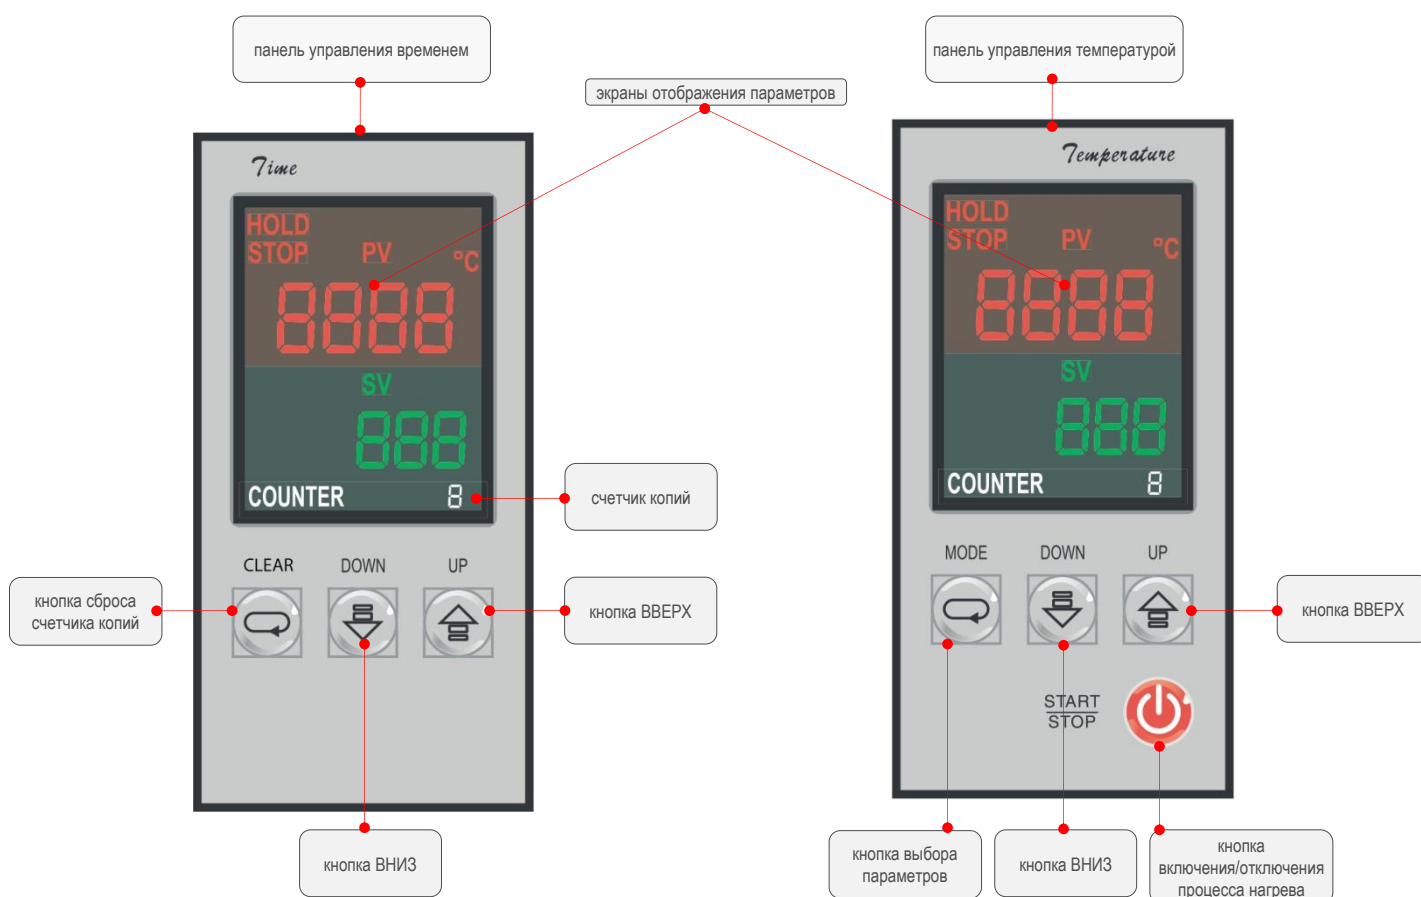 панель управления временем
панель управления температурой
экраны отображения параметров
Time
HOLD
STOP
PV
°C
8888
SV
888
COUNTER
8
CLEAR
DOWN
UP
Temperature
HOLD
STOP
PV
°C
8888
SV
888
COUNTER
8
MODE
DOWN
UP
START
STOP
счетчик копий
кнопка сброса
счетчика копий
кнопка ВВЕРХ
кнопка ВВЕРХ
кнопка ВНИЗ
кнопка выбора
параметров
кнопка ВНИЗ
кнопка
включения/отключения
процесса нагрева